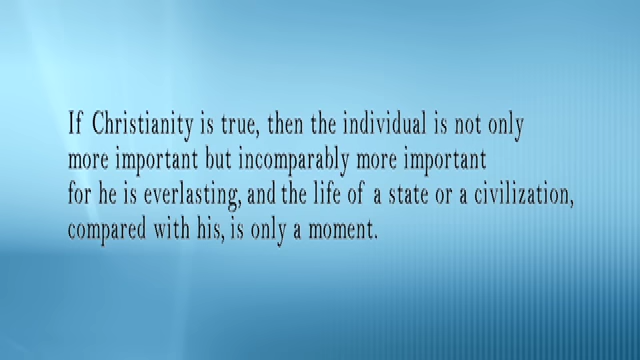 If Christianity is true, then the individual is not only
more important but incomparably more important
for he is everlasting, and the life of a state or a civilization,
compared with his, is only a moment.